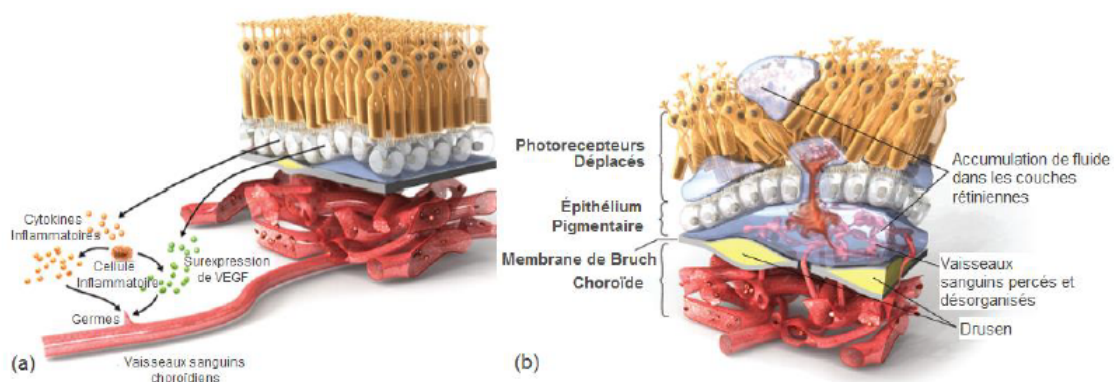 Cytokines
Inflammatoires
Cellule
Inflammatoire
Surexpression
de VEGF
Germes
(a)
Vaisseaux sanguins
choroïdiens
Photorecepteurs
Déplacés
Épithélium
Pigmentaire
Membrane de Bruch
Choroïde
(b)
Accumulation de fluide
dans les couches
rétiniennes
Vaisseaux
sanguins percés et
désorganisés
Drusen